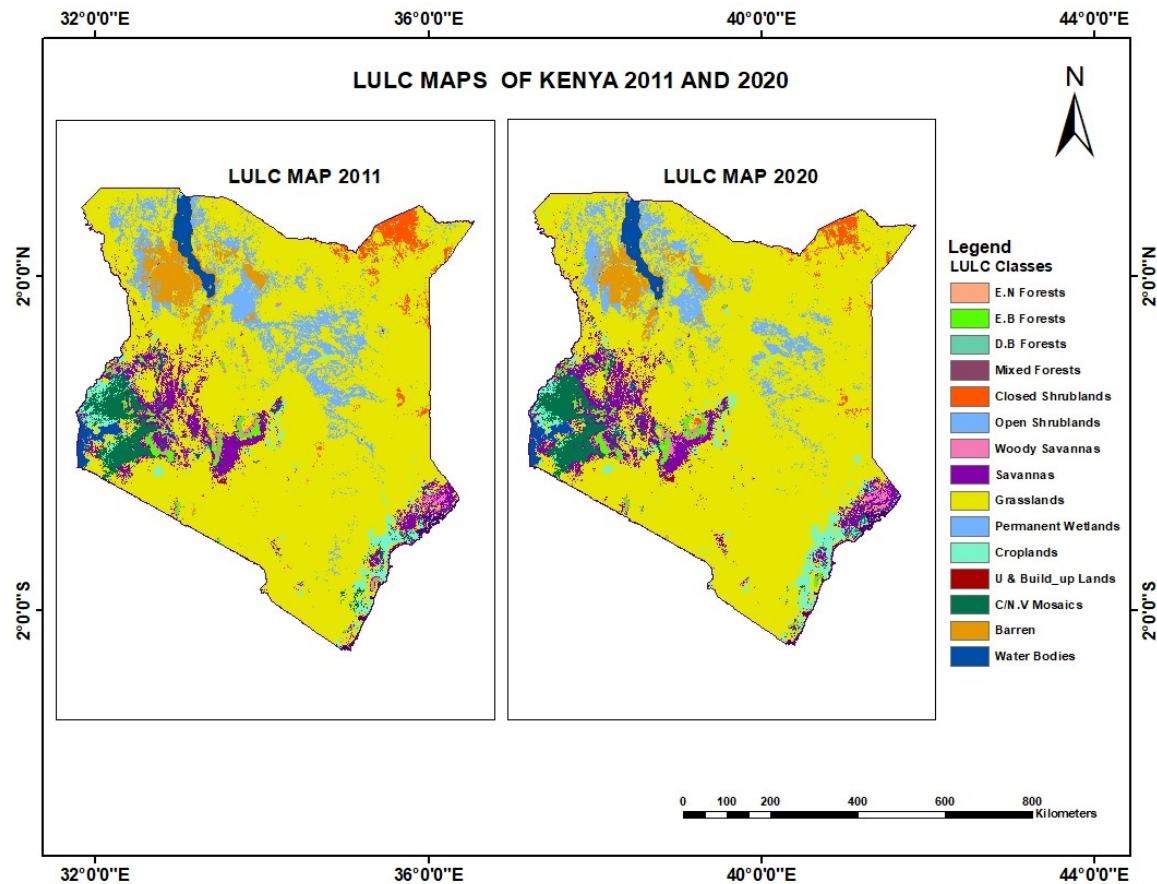 32°0'0"E 36°0'0"E 40°0'0"E 44°0'0"E
LULC MAPS OF KENYA 2011 AND 2020
N
LULC MAP 2011
LULC MAP 2020
2°0'0"N
2°0'0"N
Legend
LULC Classes
E.N Forests
E.B Forests
D.B Forests
Mixed Forests
Closed Shrublands
Open Shrublands
Woody Savannas
Savannas
Grasslands
Permanent Wetlands
Croplands
U & Build_up Lands
C/N.V Mosaics
Barren
Water Bodies
2°0'0"S
2°0'0"S
0 100 200 400 600 800
Kilometers
32°0'0"E 36°0'0"E 40°0'0"E 44°0'0"E